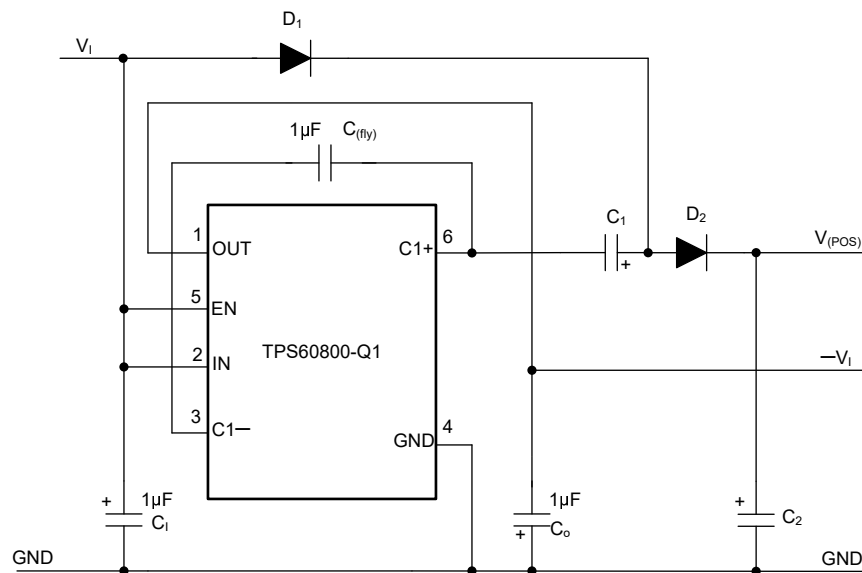 D1
VI
1µF C(fly)
C1 D2
1 OUT
C1+ 6
V(POS)
5 EN
TPS60800-Q1
2 IN
−VI
3 C1−
4
GND
+ 1µF
CI
1µF
+ Co
+
C2
+
GND
GND